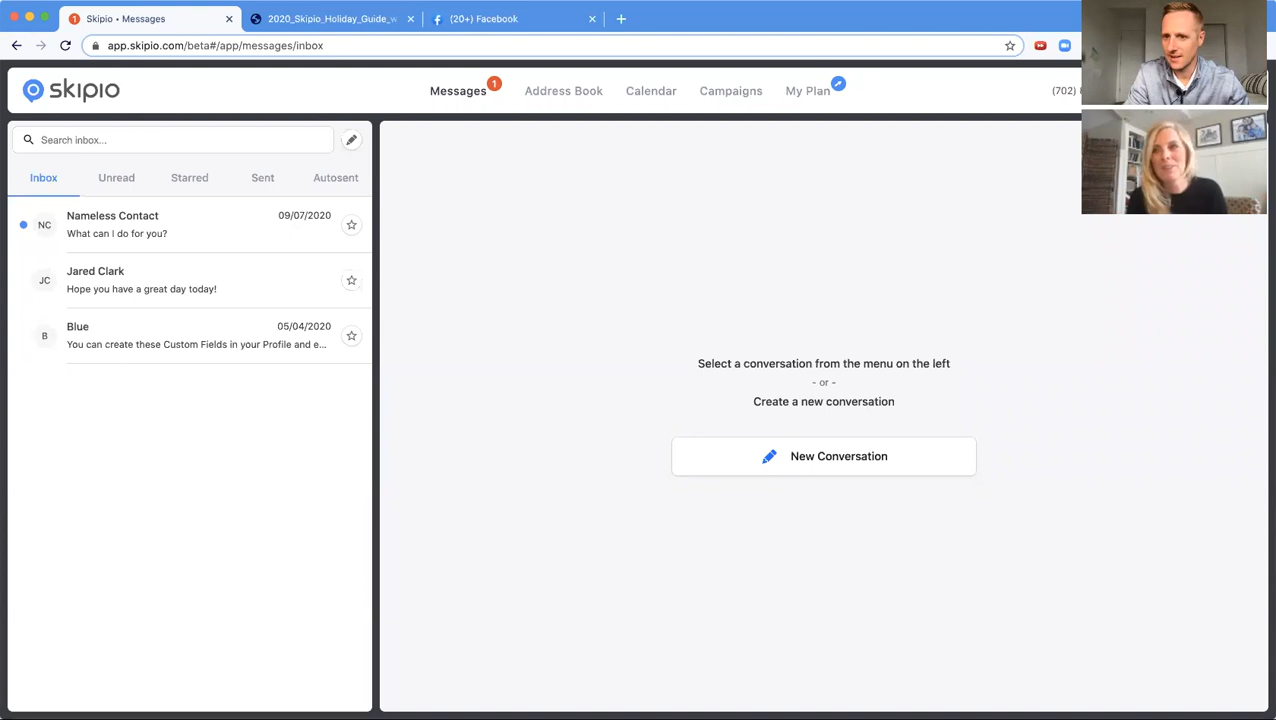 Skipio • Messages
2020_Skipio_Holiday_Guide_w
(20+) Facebook
app.skipio.com/beta#/app/messages/inbox
skipio
Messages 1
Address Book
Calendar
Campaigns
My Plan
(702)
Search inbox...
Inbox
Unread
Starred
Sent
Autosent
NC
Nameless Contact
09/07/2020
What can I do for you?
JC
Jared Clark
Hope you have a great day today!
B
Blue
05/04/2020
You can create these Custom Fields in your Profile and e...
Select a conversation from the menu on the left
- or -
Create a new conversation
New Conversation